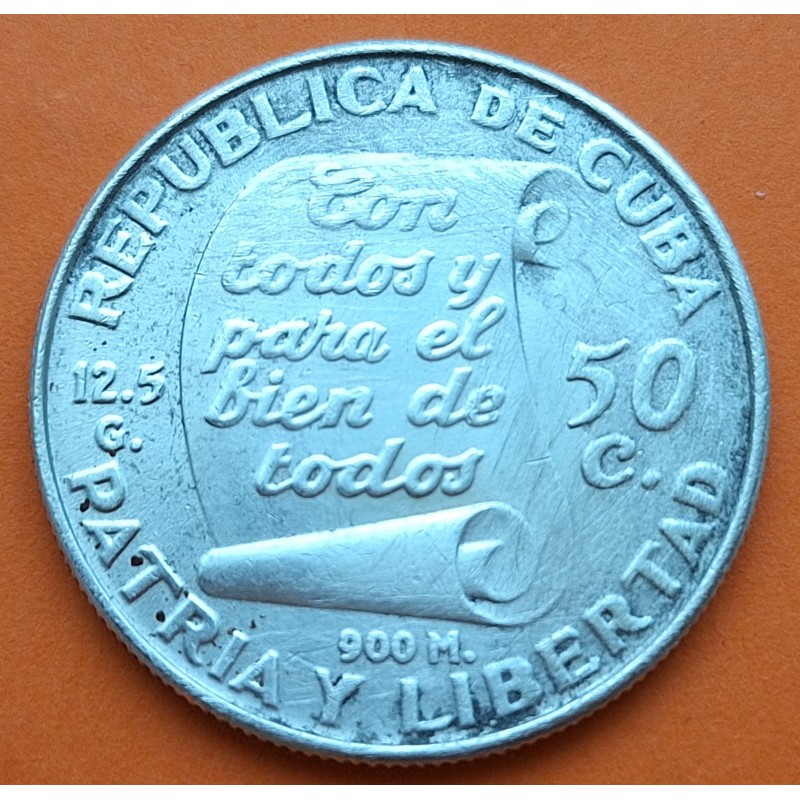 REPUBLICA DE CUBA
Con
todos y
para el
bien de
todos
12.5
G.
50
C.
900 M.
PATRIA Y LIBERTAD